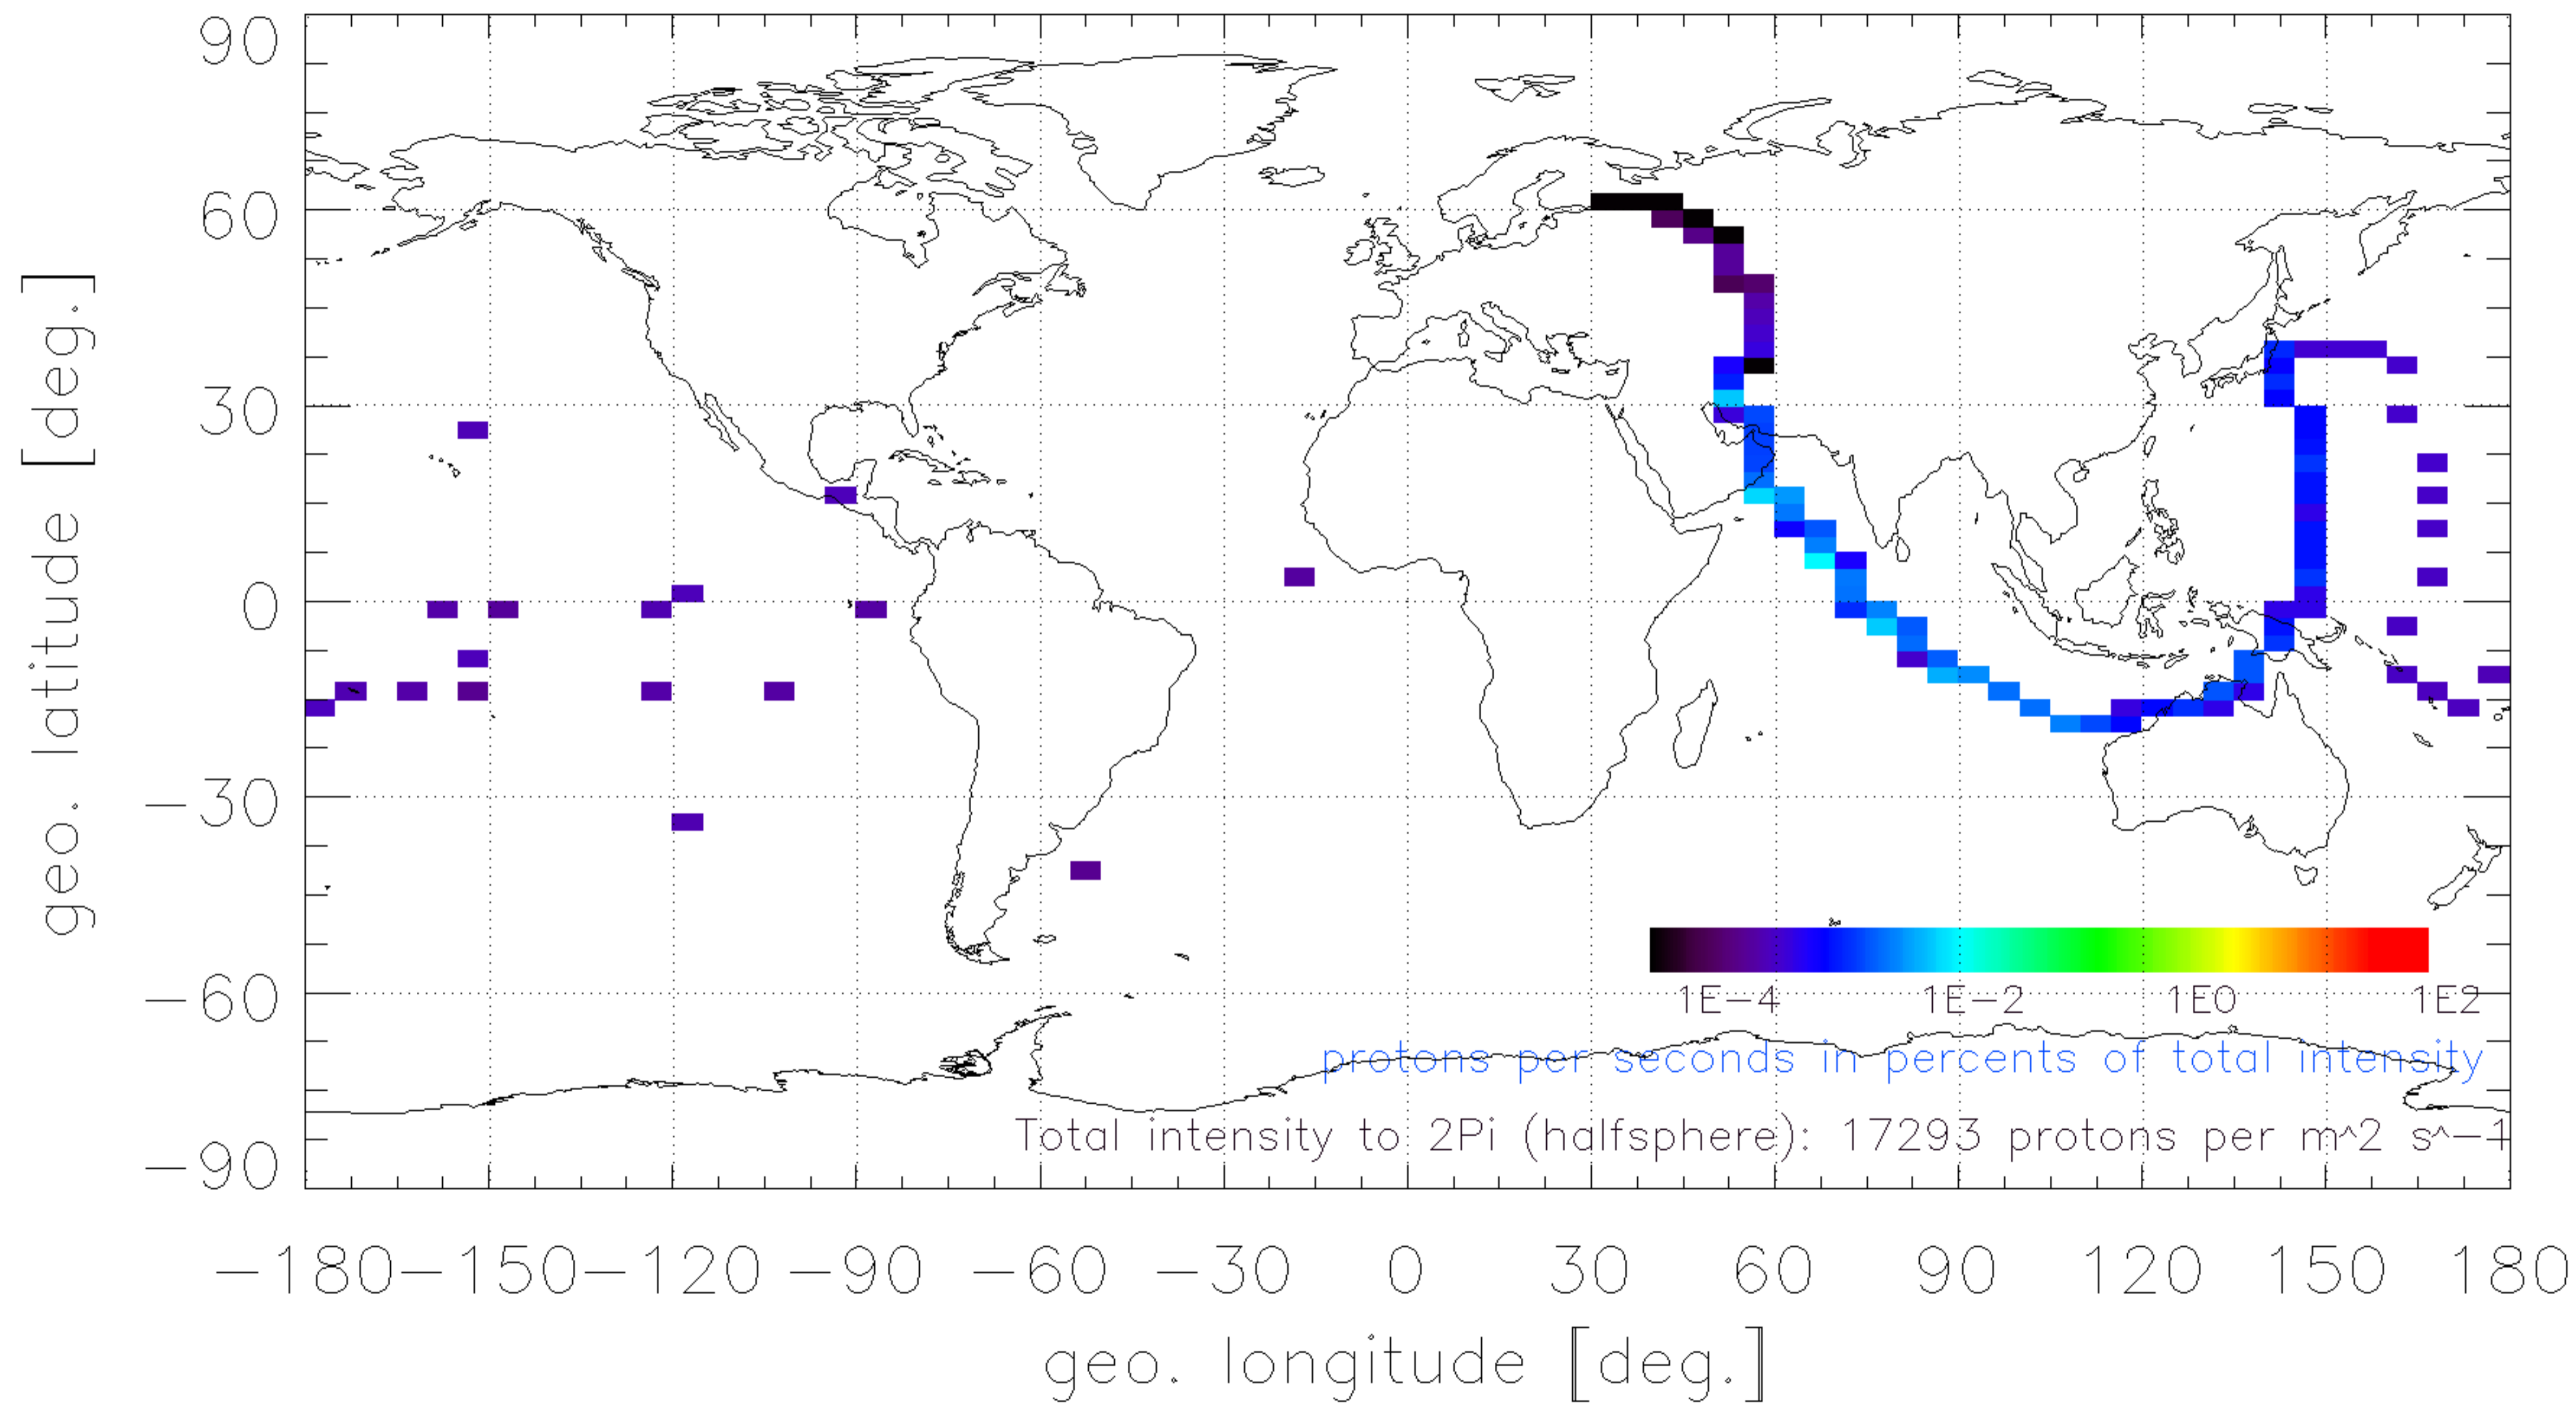 geo. latitude [deg.]
90
60
30
0
-30
-60
-90
1E-4 1E-2 1E0 1E2
protons per seconds in percents of total intensity
Total intensity to 2Pi (halfsphere): 17293 protons per m^2 s^-1
-180 -150 -120 -90 -60 -30 0 30 60 90 120 150 180
geo. longitude [deg.]